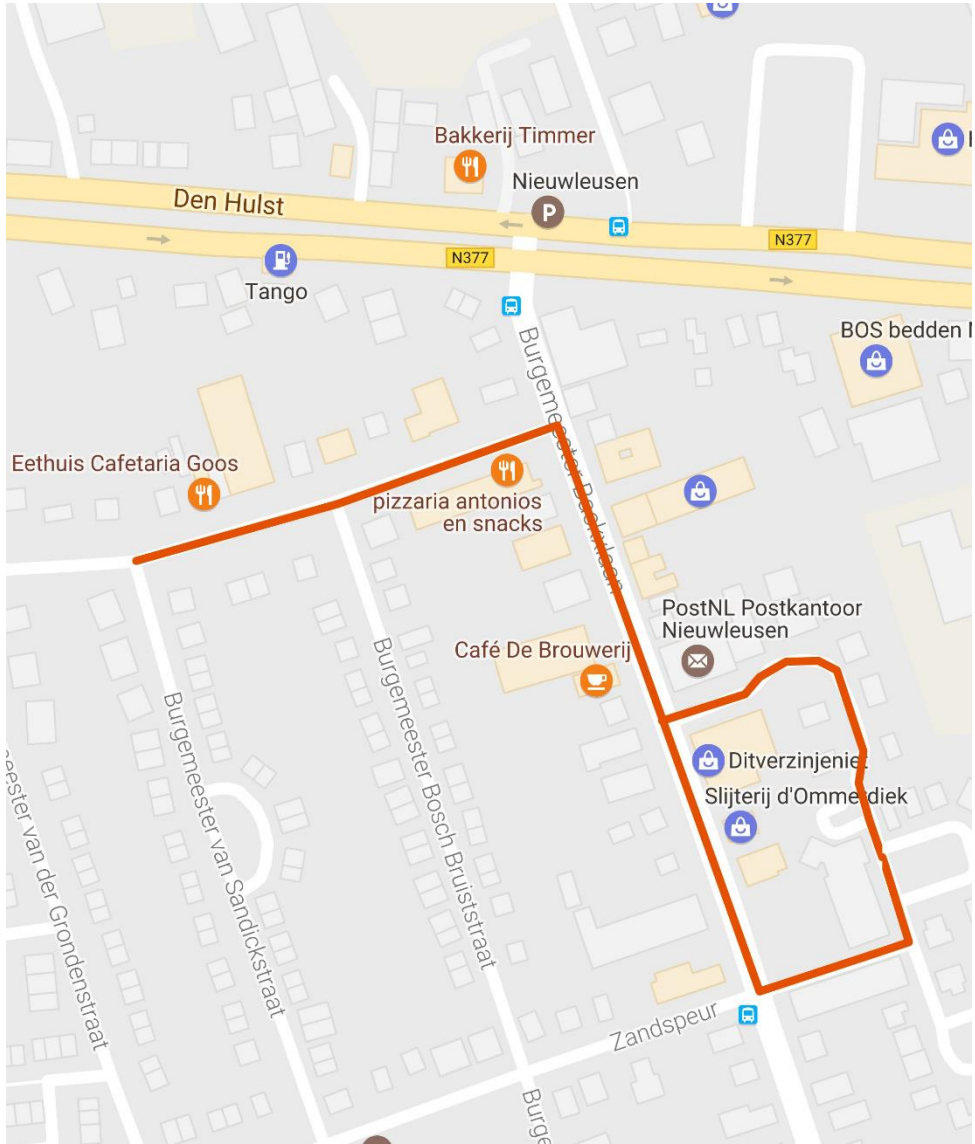 Bakkerij Timmer
Nieuwleusen
P
Den Hulst
N377
N377
Tango
BOS bedden N
Burgemeester Backxlaan
Eethuis Cafetaria Goos
pizzaria antonios
en snacks
PostNL Postkantoor
Nieuwleusen
Café De Brouwerij
Ditverzinjeniet
Slijterij d'Ommerdiek
Burgemeester van Sandickstraat
Burgemeester Bosch Bruiststraat
eester van der Grondenstraat
Zandspeur
Burge